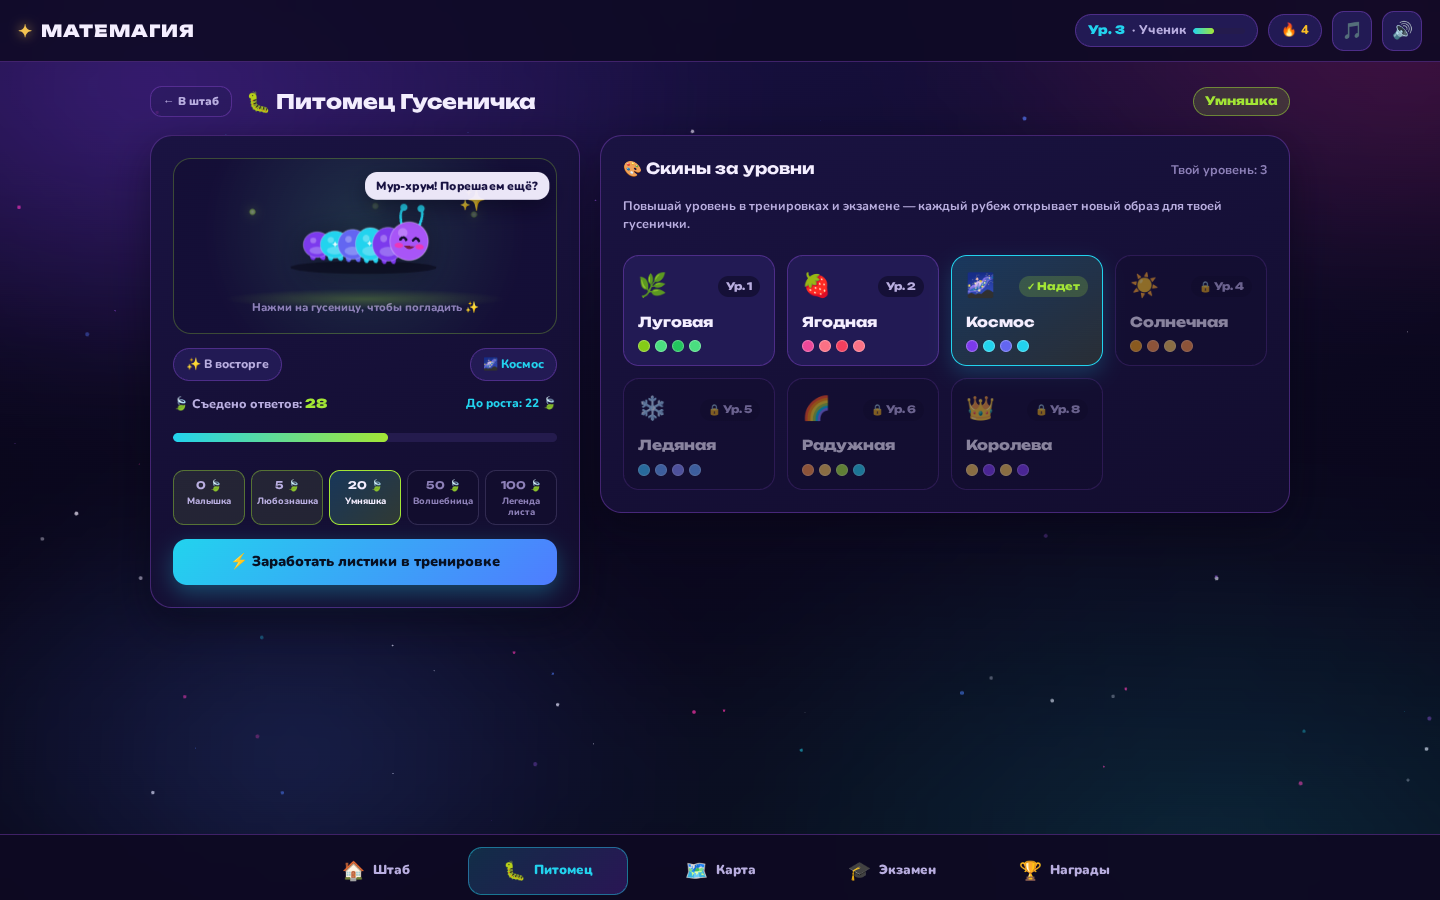 МАТЕМАГИЯ
Ур. 3 · Ученик
4
← В штаб
Питомец Гусеничка
Умняшка
Мур-хрум! Порешаем ещё?
Нажми на гусеницу, чтобы погладить
В восторге
Космос
Съедено ответов: 28
До роста: 22
0
Малышка
5
Любознашка
20
Умняшка
50
Волшебница
100
Легенда
листа
Заработать листики в тренировке
Скины за уровни
Твой уровень: 3
Повышай уровень в тренировках и экзамене — каждый рубеж открывает новый образ для твоей
гусенички.
Ур. 1
Луговая
Ур. 2
Ягодная
✓ Надет
Космос
Ур. 4
Солнечная
Ур. 5
Ледяная
Ур. 6
Радужная
Ур. 8
Королева
Штаб
Питомец
Карта
Экзамен
Награды